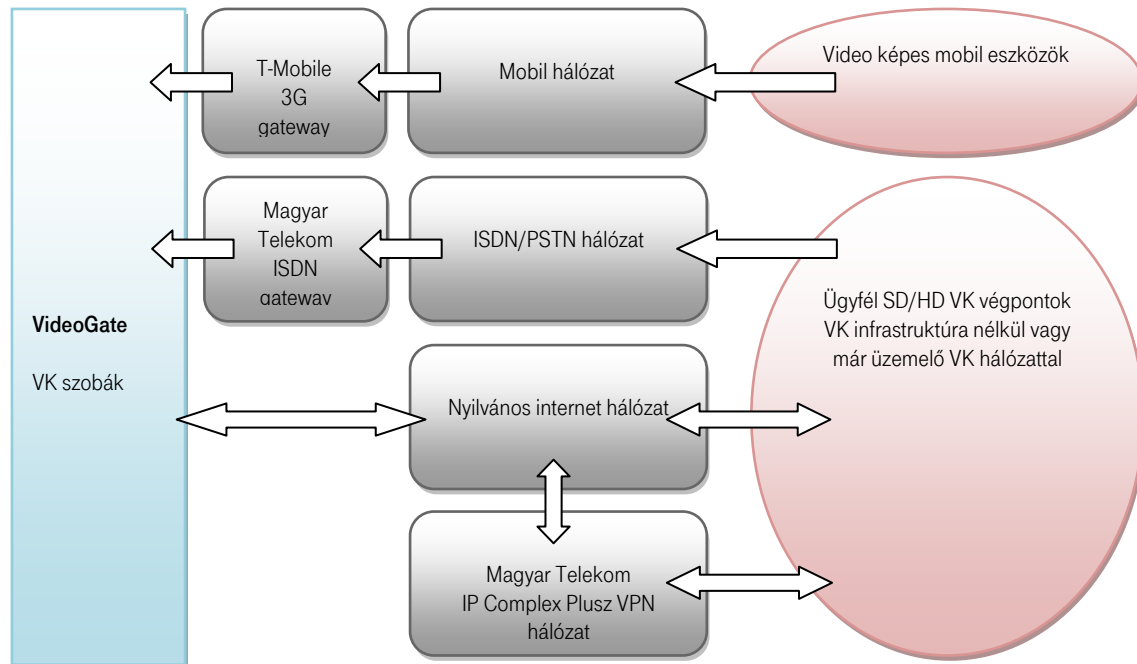 T-Mobile
3G
gateway
Mobil hálózat
Video képes mobil eszközök
Magyar
Telekom
ISDN
gateway
ISDN/PSTN hálózat
Ügyfél SD/HD VK végpontok
VK infrastruktúra nélkül vagy
már üzemelő VK hálózattal
VideoGate
VK szobák
Nyilvános internet hálózat
Magyar Telekom
IP Complex Plusz VPN
hálózat